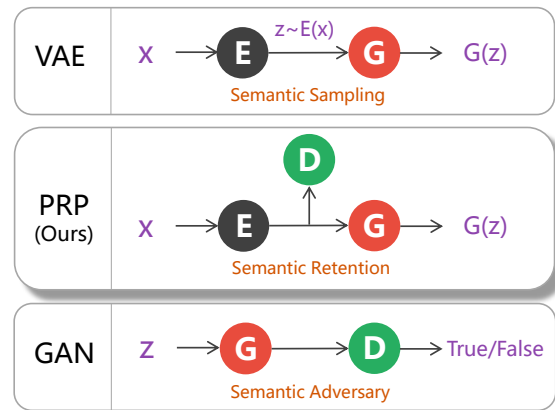 VAE
x
E
z~E(x)
G
G(z)
Semantic Sampling
D
PRP
(Ours)
x
E
G
G(z)
Semantic Retention
GAN
z
G
D
True/False
Semantic Adversary